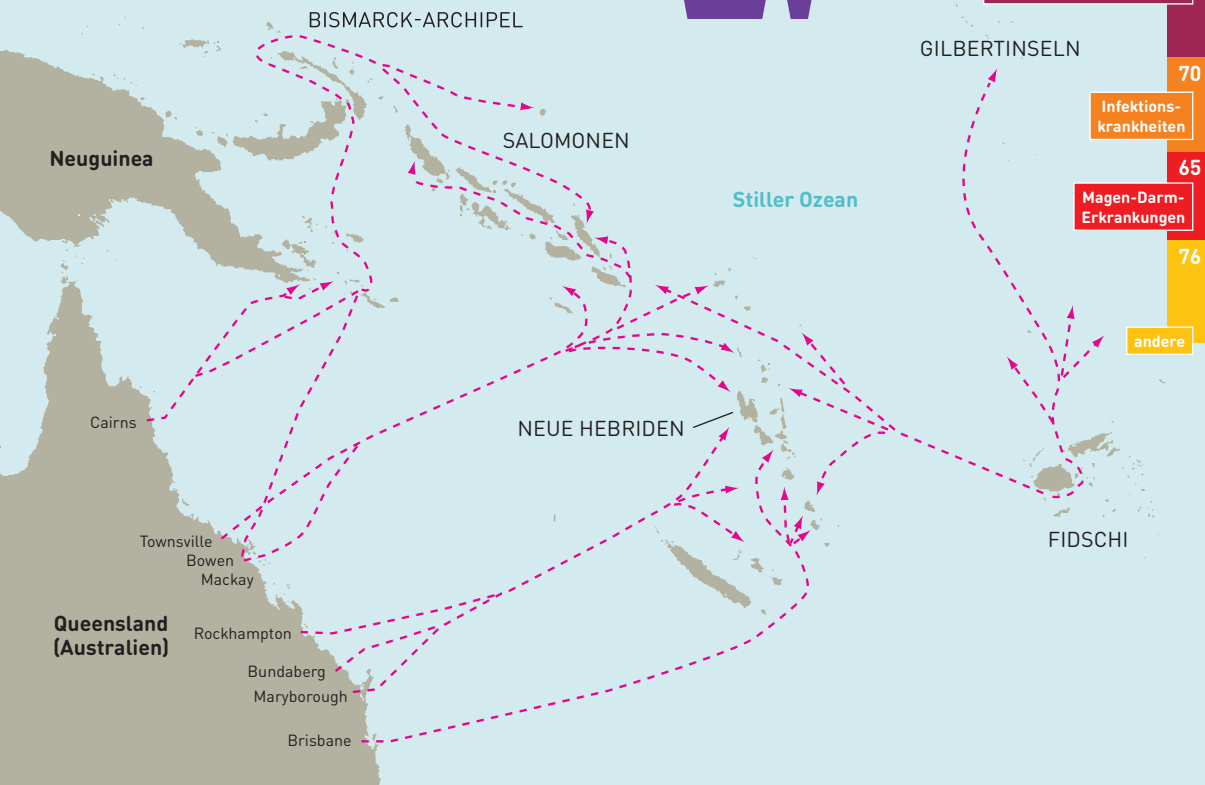 BISMARCK-ARCHIPEL
GILBERTINSELN
70
Infektions-
krankheiten
SALOMONEN
Neuguinea
65
Stiller Ozean
Magen-Darm-
Erkrankungen
76
andere
Cairns
NEUE HEBRIDEN
FIDSCHI
Townsville
Bowen
Mackay
Queensland
(Australien)
Rockhampton
Bundaberg
Maryborough
Brisbane